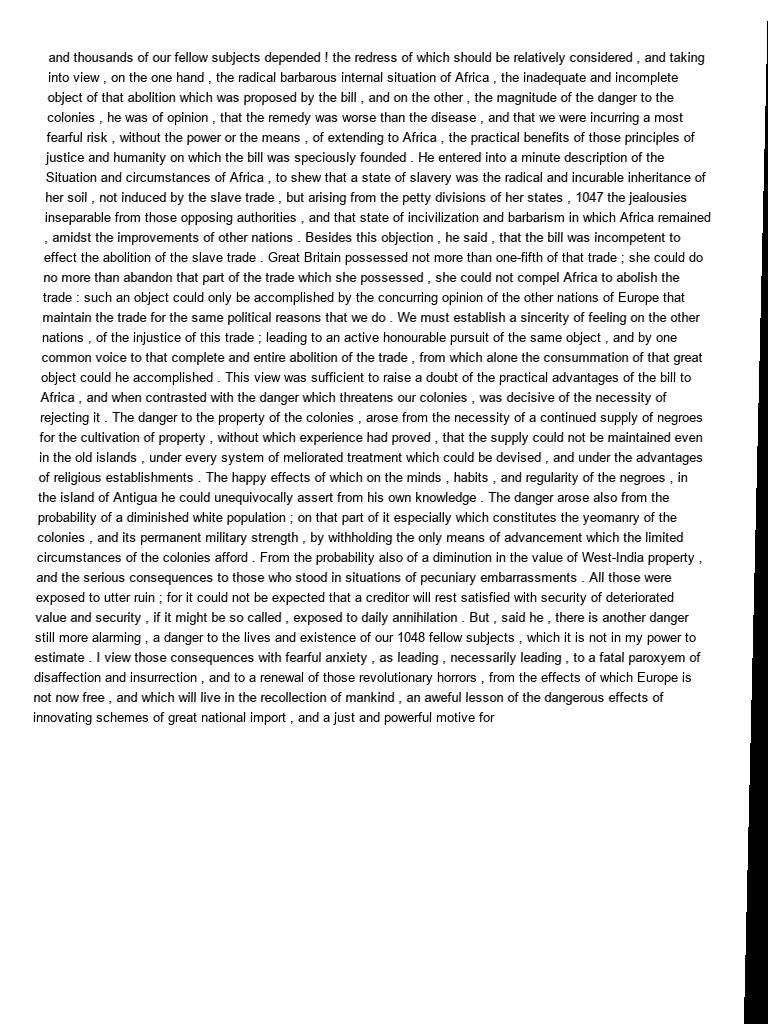 and thousands of our fellow subjects depended ! the redress of which should be relatively considered , and taking
into view , on the one hand , the radical barbarous internal situation of Africa , the inadequate and incomplete
object of that abolition which was proposed by the bill , and on the other , the magnitude of the danger to the
colonies , he was of opinion , that the remedy was worse than the disease , and that we were incurring a most
fearful risk , without the power or the means , of extending to Africa , the practical benefits of those principles of
justice and humanity on which the bill was speciously founded . He entered into a minute description of the
Situation and circumstances of Africa , to shew that a state of slavery was the radical and incurable inheritance of
her soil , not induced by the slave trade , but arising from the petty divisions of her states , 1047 the jealousies
inseparable from those opposing authorities , and that state of incivilization and barbarism in which Africa remained
, amidst the improvements of other nations . Besides this objection , he said , that the bill was incompetent to
effect the abolition of the slave trade . Great Britain possessed not more than one-fifth of that trade ; she could do
no more than abandon that part of the trade which she possessed , she could not compel Africa to abolish the
trade : such an object could only be accomplished by the concurring opinion of the other nations of Europe that
maintain the trade for the same political reasons that we do . We must establish a sincerity of feeling on the other
nations , of the injustice of this trade ; leading to an active honourable pursuit of the same object , and by one
common voice to that complete and entire abolition of the trade , from which alone the consummation of that great
object could he accomplished . This view was sufficient to raise a doubt of the practical advantages of the bill to
Africa , and when contrasted with the danger which threatens our colonies , was decisive of the necessity of
rejecting it . The danger to the property of the colonies , arose from the necessity of a continued supply of negroes
for the cultivation of property , without which experience had proved , that the supply could not be maintained even
in the old islands , under every system of meliorated treatment which could be devised , and under the advantages
of religious establishments . The happy effects of which on the minds , habits , and regularity of the negroes , in
the island of Antigua he could unequivocally assert from his own knowledge . The danger arose also from the
probability of a diminished white population ; on that part of it especially which constitutes the yeomanry of the
colonies , and its permanent military strength , by withholding the only means of advancement which the limited
circumstances of the colonies afford . From the probability also of a diminution in the value of West-India property ,
and the serious consequences to those who stood in situations of pecuniary embarrassments . All those were
exposed to utter ruin ; for it could not be expected that a creditor will rest satisfied with security of deteriorated
value and security , if it might be so called , exposed to daily annihilation . But , said he , there is another danger
still more alarming , a danger to the lives and existence of our 1048 fellow subjects , which it is not in my power to
estimate . I view those consequences with fearful anxiety , as leading , necessarily leading , to a fatal paroxyem of
disaffection and insurrection , and to a renewal of those revolutionary horrors , from the effects of which Europe is
not now free , and which will live in the recollection of mankind , an aweful lesson of the dangerous effects of
innovating schemes of great national import , and a just and powerful motive for